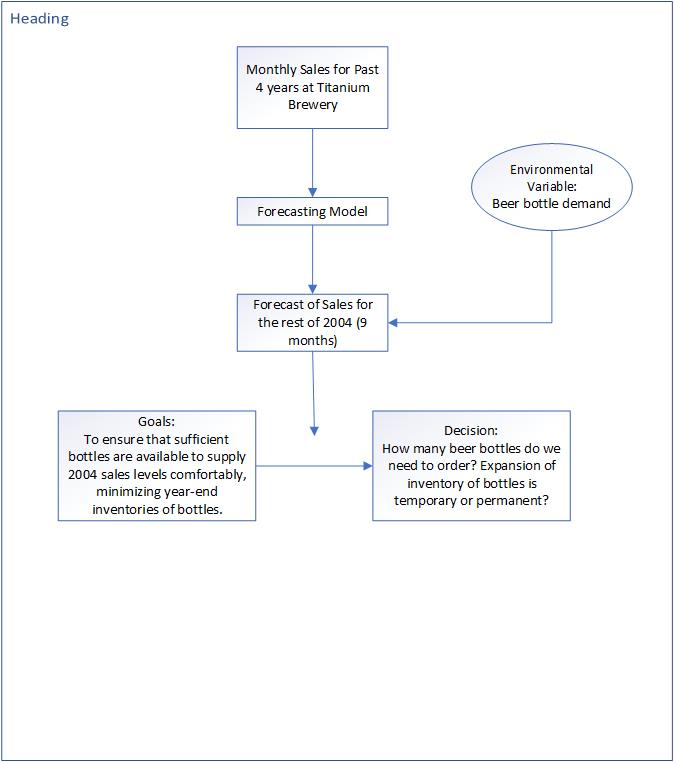 Heading
Monthly Sales for Past
4 years at Titanium
Brewery
Environmental
Variable:
Beer bottle demand
Forecasting Model
Forecast of Sales for
the rest of 2004 (9
months)
Goals:
To ensure that sufficient
bottles are available to supply
2004 sales levels comfortably,
minimizing year-end
inventories of bottles.
Decision:
How many beer bottles do we
need to order? Expansion of
inventory of bottles is
temporary or permanent?